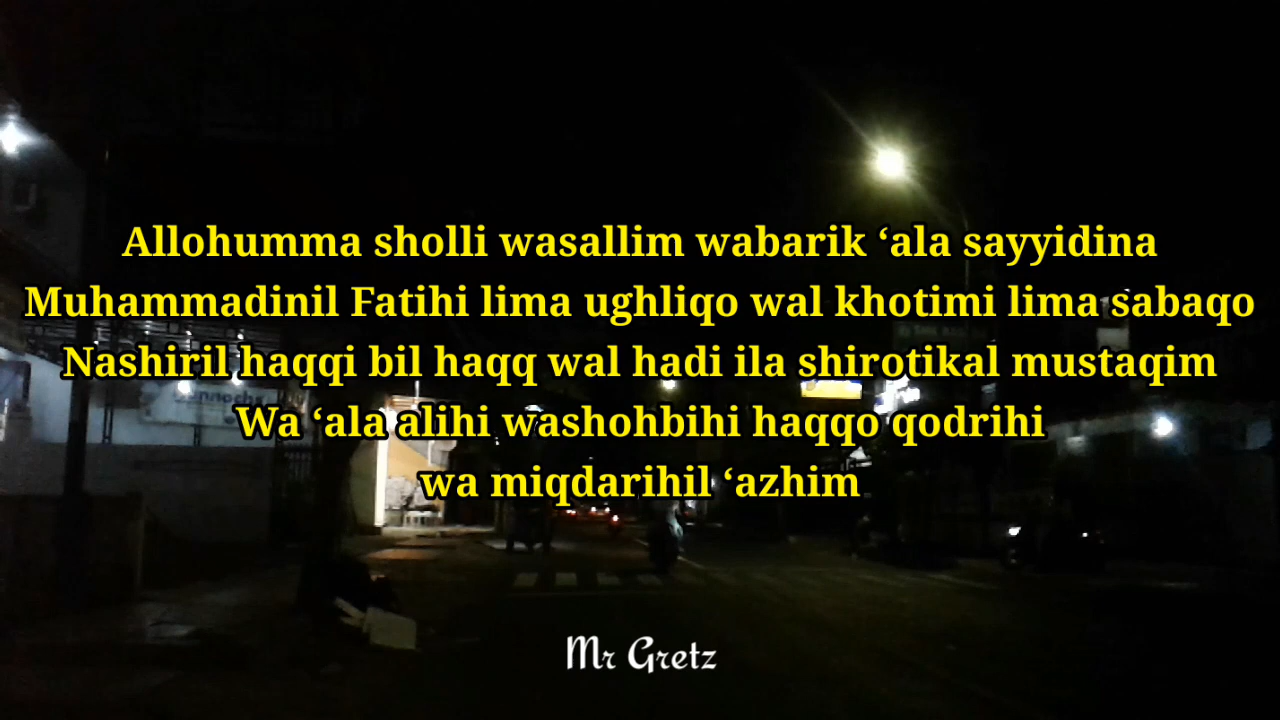 Allohumma sholli wasallim wabarik ‘ala sayyidina
Muhammadinil Fatihi lima ughliqo wal khotimi lima sabaqo
Nashiril haqqi bil haqq wal hadi ila shirotikal mustaqim
Wa ‘ala alihi washohbihi haqqo qodrihi
wa miqdarihil ‘azhim
Mr Gretz